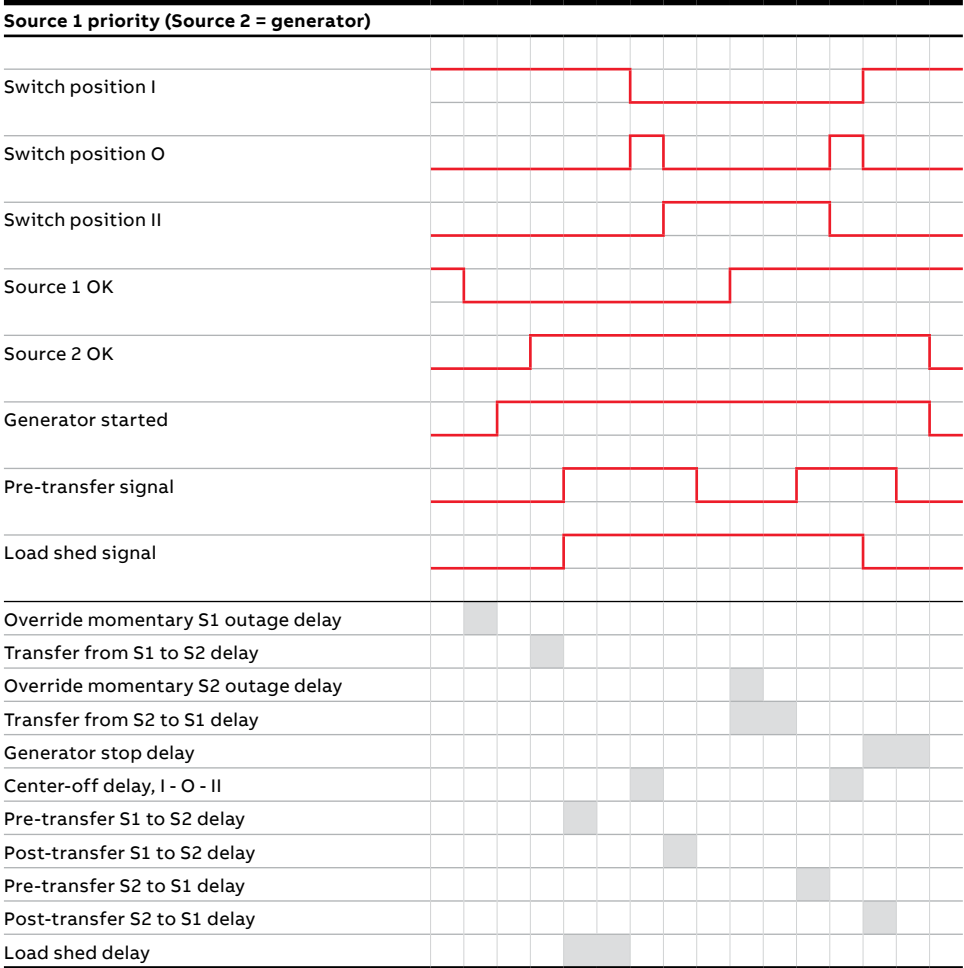 Source 1 priority (Source 2 = generator)
Switch position I
Switch position O
Switch position II
Source 1 OK
Source 2 OK
Generator started
Pre-transfer signal
Load shed signal
Override momentary S1 outage delay
Transfer from S1 to S2 delay
Override momentary S2 outage delay
Transfer from S2 to S1 delay
Generator stop delay
Center-off delay, I - O - II
Pre-transfer S1 to S2 delay
Post-transfer S1 to S2 delay
Pre-transfer S2 to S1 delay
Post-transfer S2 to S1 delay
Load shed delay